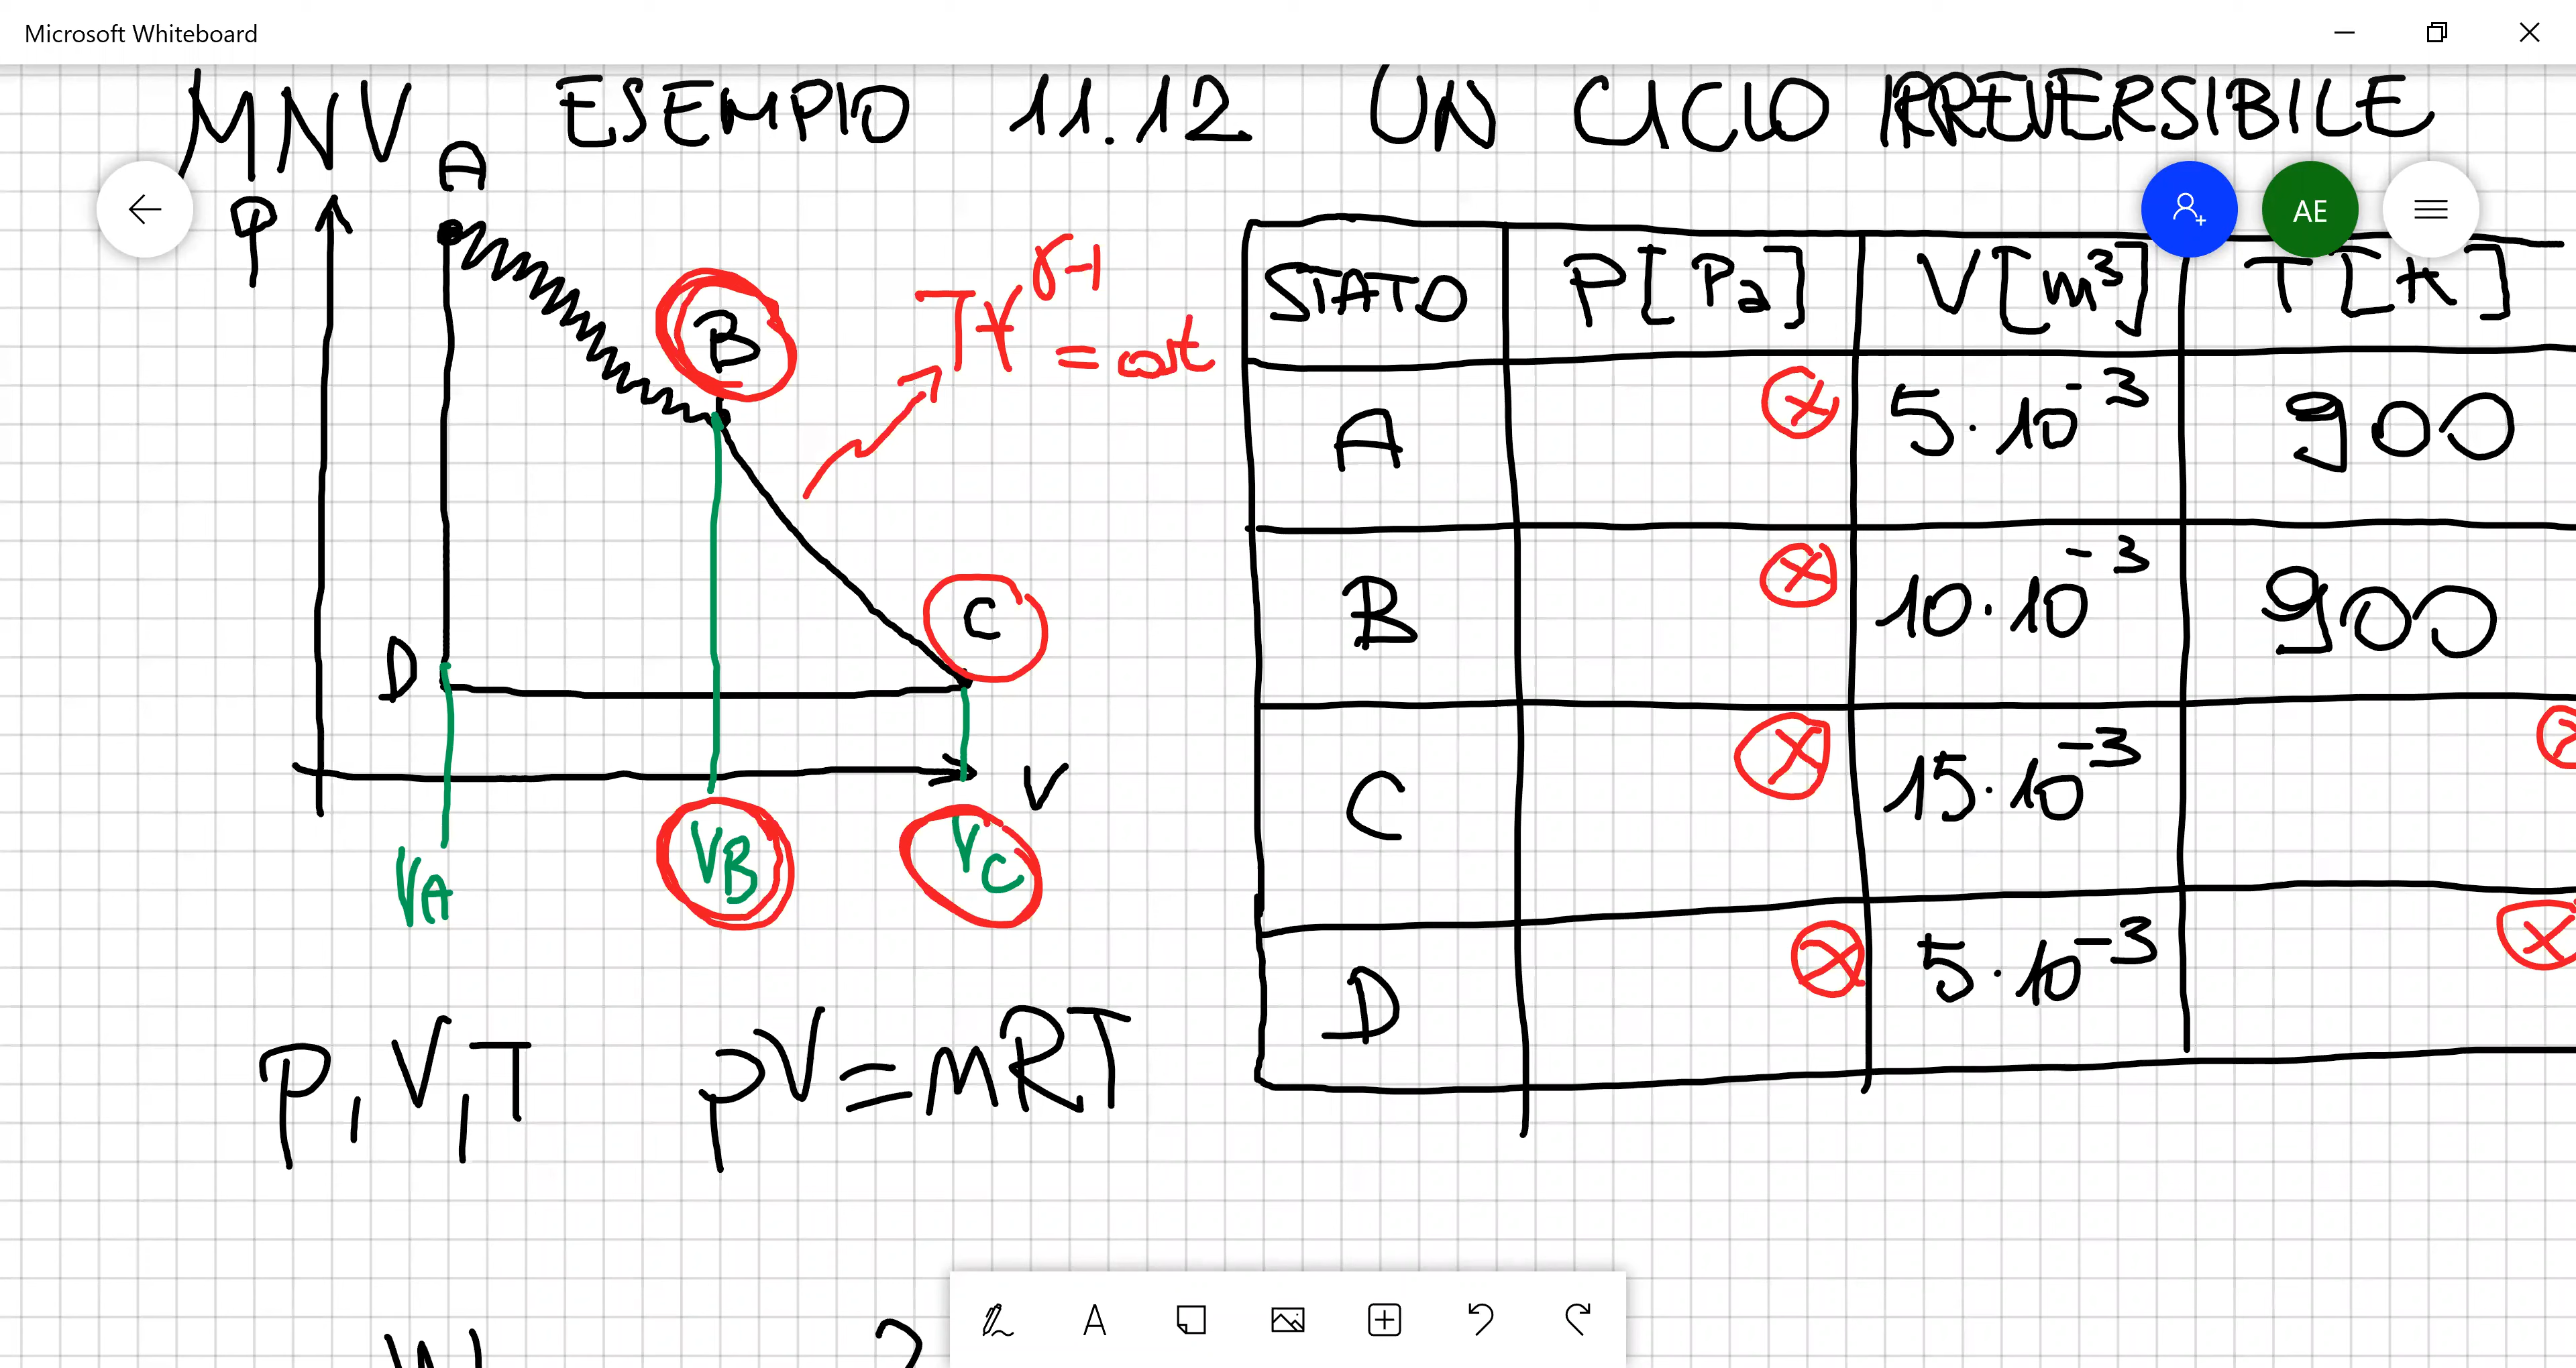 Microsoft Whiteboard
MNV ESEMPIO 11.12 UN CICLO IRREVERSIBILE
P
A
B
TV^γ-1
= cost
C
D
V
VA
VB
VC
AE
STATO P[Pa] V[m³] T[K]
A 5·10⁻³ 900
B 10·10⁻³ 900
C 15·10⁻³
D 5·10⁻³
P,V,T pV=nRT